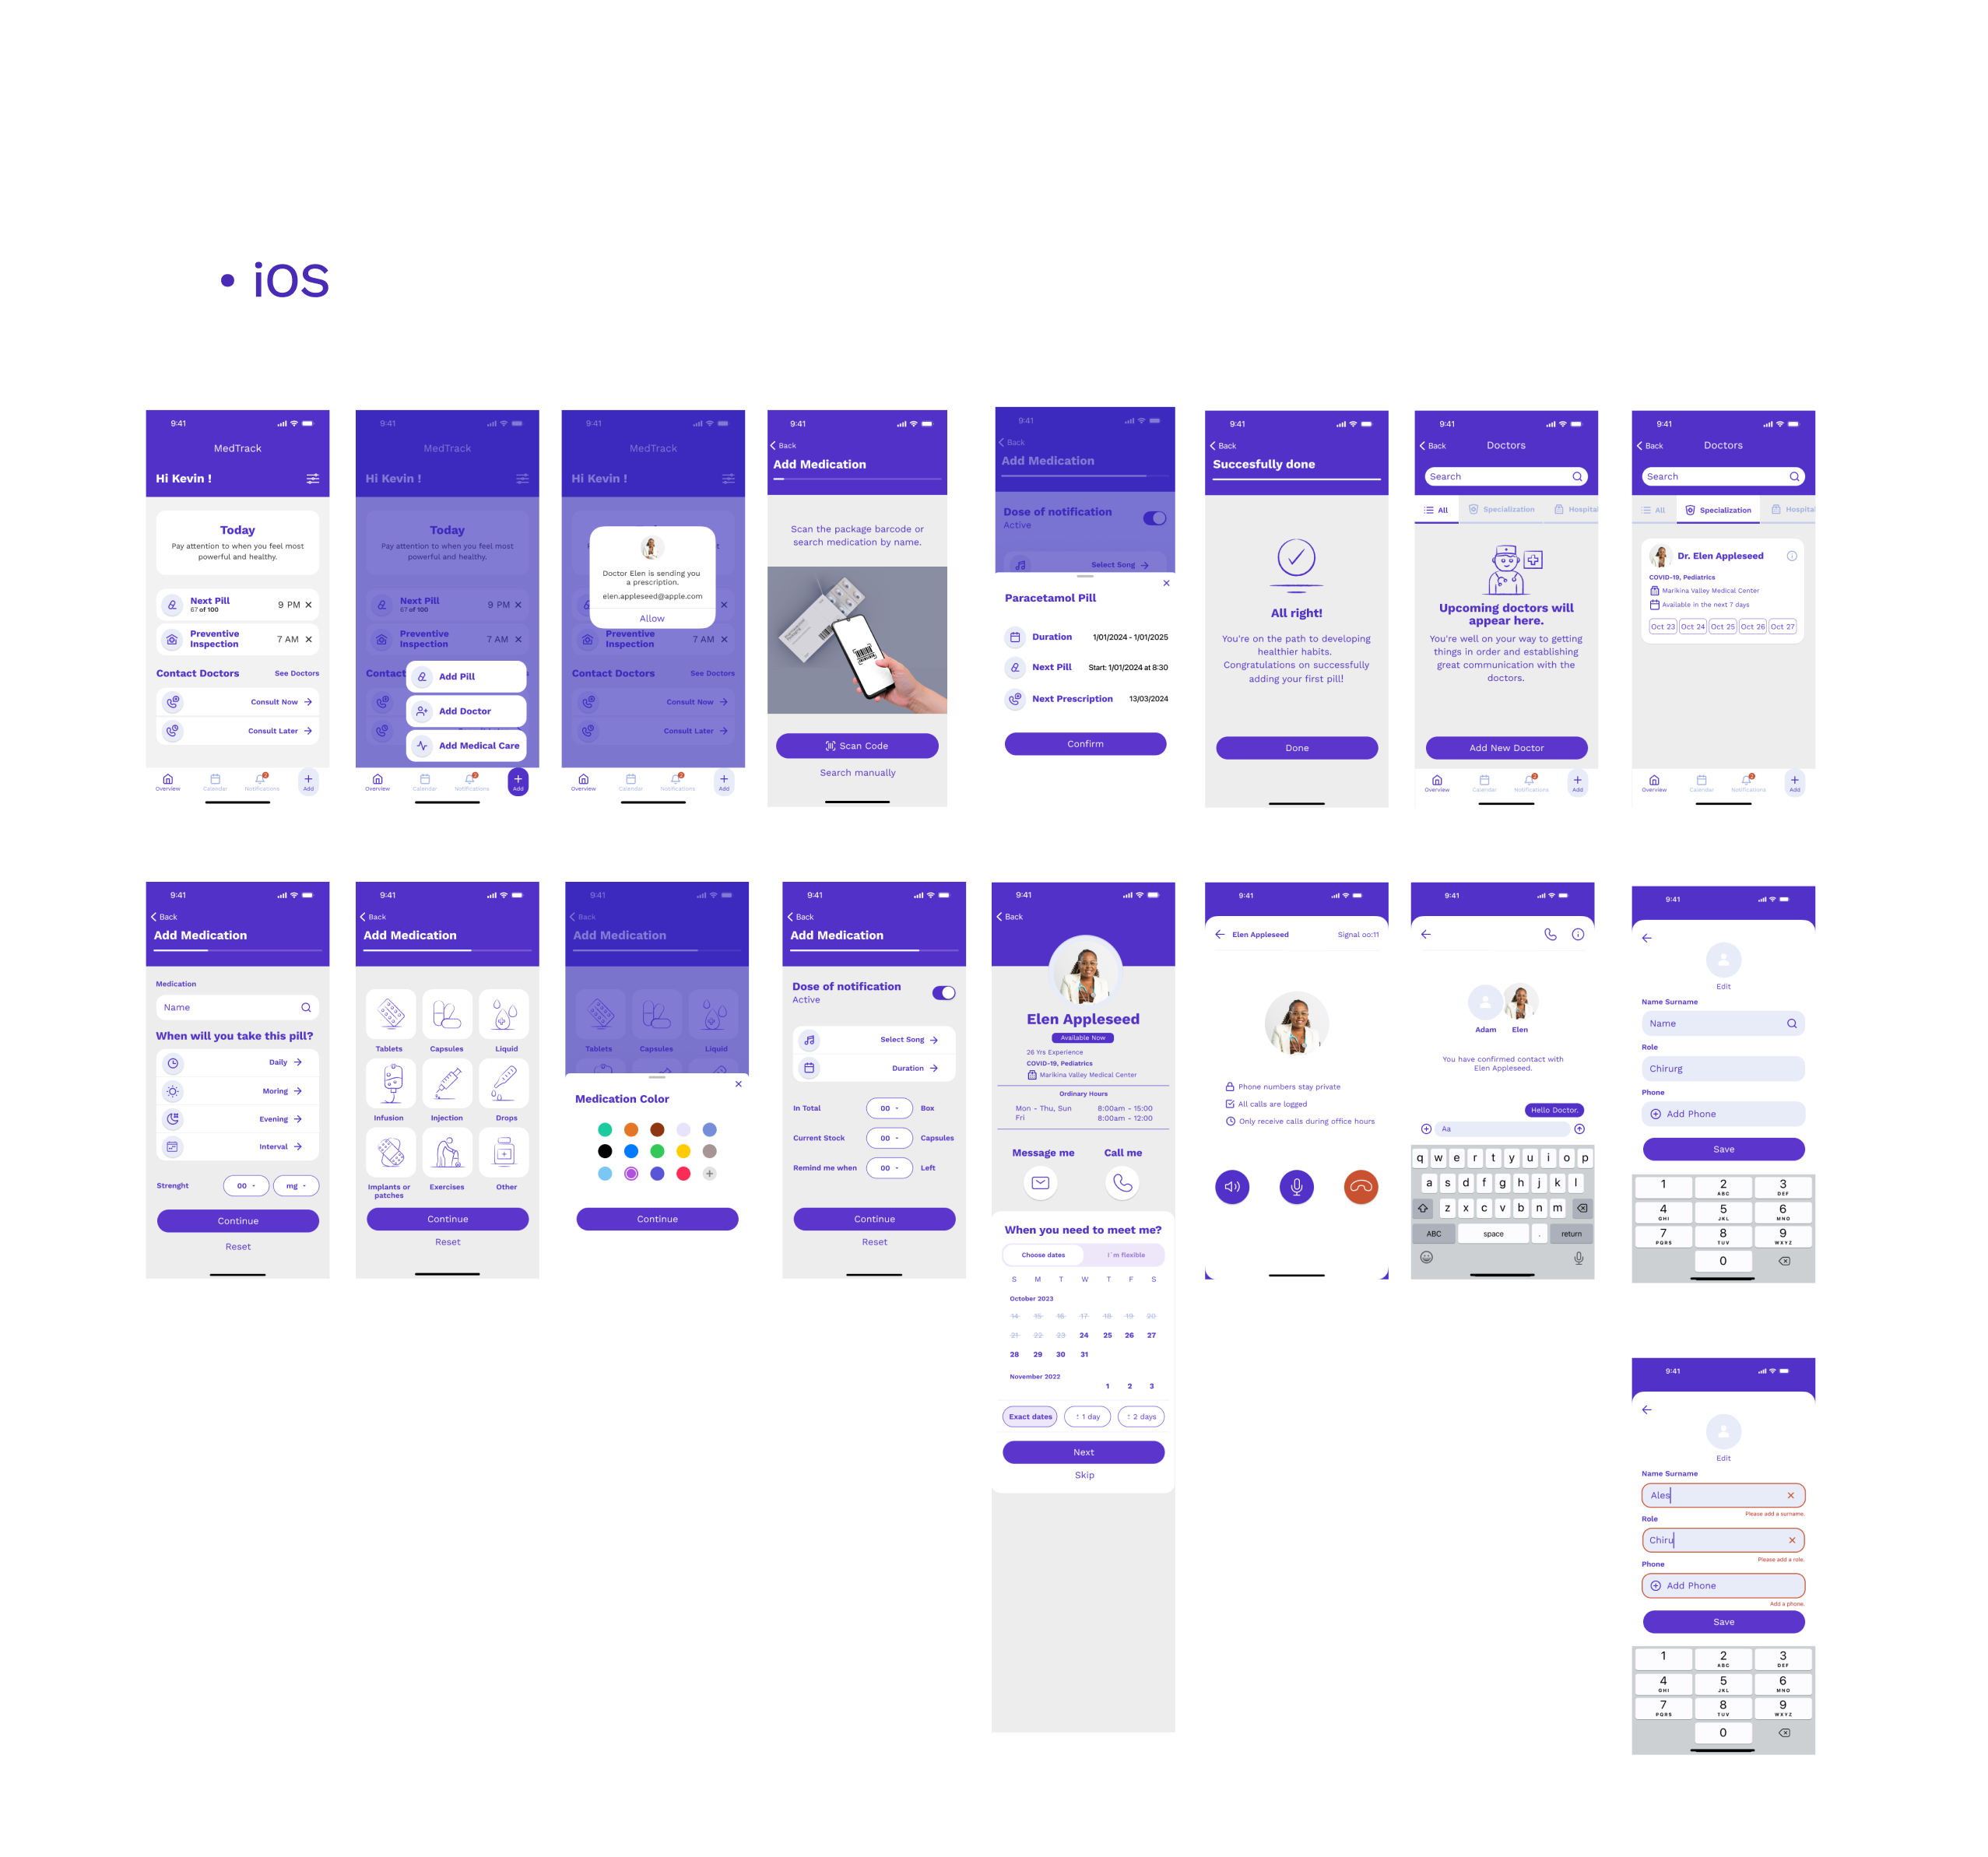 • iOS
9:41
MedTrack
Hi Kevin !
Today
Pay attention to when you feel most
powerful and healthy.
Next Pill
67 of 100
9 PM
Preventive
Inspection
7 AM
Contact Doctors
See Doctors
Consult Now
Consult Later
Overview
Calendar
Notifications
2
Add
9:41
MedTrack
Hi Kevin !
Today
Pay attention to when you feel most
powerful and healthy.
Next Pill
67 of 100
9 PM
Preventive
Inspection
7 AM
Contact
Add Pill
Add Doctor
Add Medical Care
Overview
Calendar
Notifications
2
Add
9:41
MedTrack
Hi Kevin !
Doctor Elen is sending you
a prescription.
elen.appleseed@apple.com
Allow
Preventive
Inspection
7 AM
Contact Doctors
See Doctors
Consult Now
Consult Later
Overview
Calendar
Notifications
2
Add
9:41
Back
Add Medication
Scan the package barcode or
search medication by name.
Scan Code
Search manually
9:41
Back
Add Medication
Dose of notification
Active
Select Song
Paracetamol Pill
Duration
1/01/2024 - 1/01/2025
Next Pill
Start: 1/01/2024 at 8:30
Next Prescription
13/03/2024
Confirm
9:41
Back
Succesfully done
All right!
You're on the path to developing
healthier habits.
Congratulations on successfully
adding your first pill!
Done
9:41
Back
Doctors
Search
All
Specialization
Hospital
Upcoming doctors will
appear here.
You're well on your way to getting
things in order and establishing
great communication with the
doctors.
Add New Doctor
Overview
Calendar
Notifications
2
Add
9:41
Back
Doctors
Search
All
Specialization
Hospital
Dr. Elen Appleseed
COVID-19, Pediatrics
Marikina Valley Medical Center
Available in the next 7 days
Oct 23 Oct 24 Oct 25 Oct 26 Oct 27
Overview
Calendar
Notifications
2
Add
9:41
Back
Add Medication
Medication
Name
When will you take this pill?
Daily
Moring
Evening
Interval
Strenght
00 -
mg -
Continue
Reset
9:41
Back
Add Medication
Tablets
Capsules
Liquid
Infusion
Injection
Drops
Implants or
patches
Exercises
Other
Continue
Reset
9:41
Back
Add Medication
Tablets
Capsules
Liquid
Medication Color
Continue
9:41
Back
Add Medication
Dose of notification
Active
Select Song
Duration
In Total
00 -
Box
Current Stock
00 -
Capsules
Remind me when
00 -
Left
Continue
Reset
9:41
Back
Elen Appleseed
Available Now
26 Yrs Experience
COVID-19, Pediatrics
Marikina Valley Medical Center
Ordinary Hours
Mon - Thu, Sun 8:00am - 15:00
Fri 8:00am - 12:00
Message me
Call me
When you need to meet me?
Choose dates
I`m flexible
S M T W T F S
October 2023
14 15 16 17 18 19 20
21 22 23 24 25 26 27
28 29 30 31
November 2022
1 2 3
Exact dates
1 day
2 days
Next
Skip
9:41
Elen Appleseed
Signal oo:11
Phone numbers stay private
All calls are logged
Only receive calls during office hours
9:41
Adam
Elen
You have confirmed contact with
Elen Appleseed.
Hello Doctor.
Aa
q w e r t y u i o p
a s d f g h j k l
z x c v b n m
ABC space . return
9:41
Edit
Name Surname
Name
Role
Chirurg
Phone
Add Phone
Save
1 2 3
ABC DEF
4 5 6
GHI JKL MNO
7 8 9
PQRS TUV WXYZ
0
9:41
Edit
Name Surname
Ales
Please add a surname.
Role
Chiru
Please add a role.
Phone
Add Phone
Add a phone.
Save
1 2 3
ABC DEF
4 5 6
GHI JKL MNO
7 8 9
PQRS TUV WXYZ
0